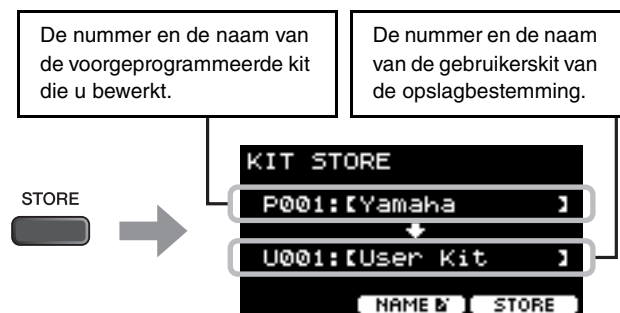 De nummer en de naam van
de voorgeprogrammeerde kit
die u bewerkt.
De nummer en de naam
van de gebruikerskit van
de opslagbestemming.
STORE
KIT STORE
P001:[Yamaha ]
U001:[User Kit ]
NAME STORE